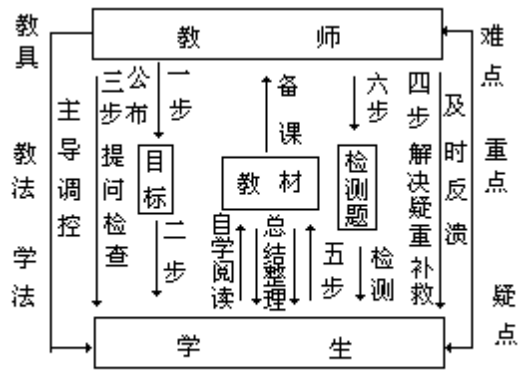 教师
教具
教法
学法
主导调控
三步提问检查
公布
一步
目标
二步
备课
教材
自学阅读
总结整理
六步
检测题
五步
检测
四步解决疑重补救
及时反溃
难点
重点
疑点
学生